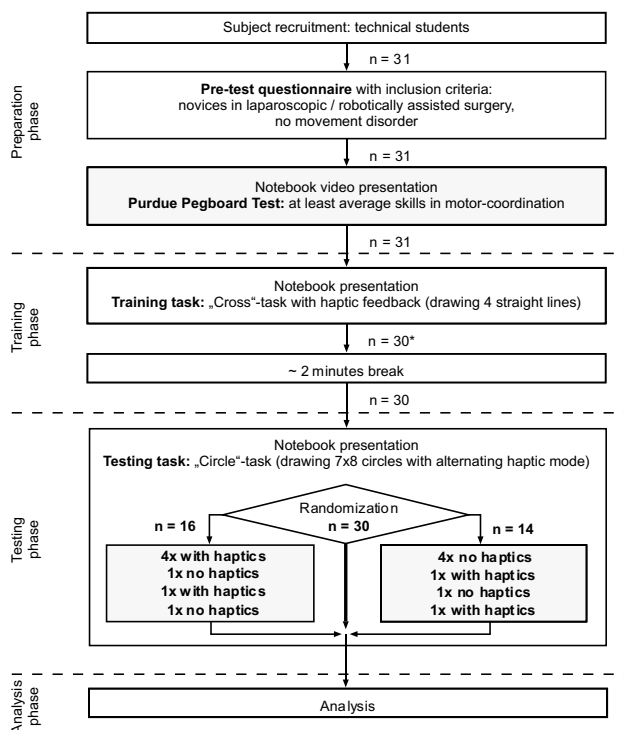 Subject recruitment: technical students
n = 31
Preparation
phase
Pre-test questionnaire with inclusion criteria:
novices in laparoscopic / robotically assisted surgery,
no movement disorder
n = 31
Notebook video presentation
Purdue Pegboard Test: at least average skills in motor-coordination
n = 31
Training
phase
Notebook presentation
Training task: „Cross“-task with haptic feedback (drawing 4 straight lines)
n = 30*
~ 2 minutes break
n = 30
Testing
phase
Notebook presentation
Testing task: „Circle“-task (drawing 7x8 circles with alternating haptic mode)
Randomization
n = 30
n = 16
4x with haptics
1x no haptics
1x with haptics
1x no haptics
n = 14
4x no haptics
1x with haptics
1x no haptics
1x with haptics
Analysis
phase
Analysis